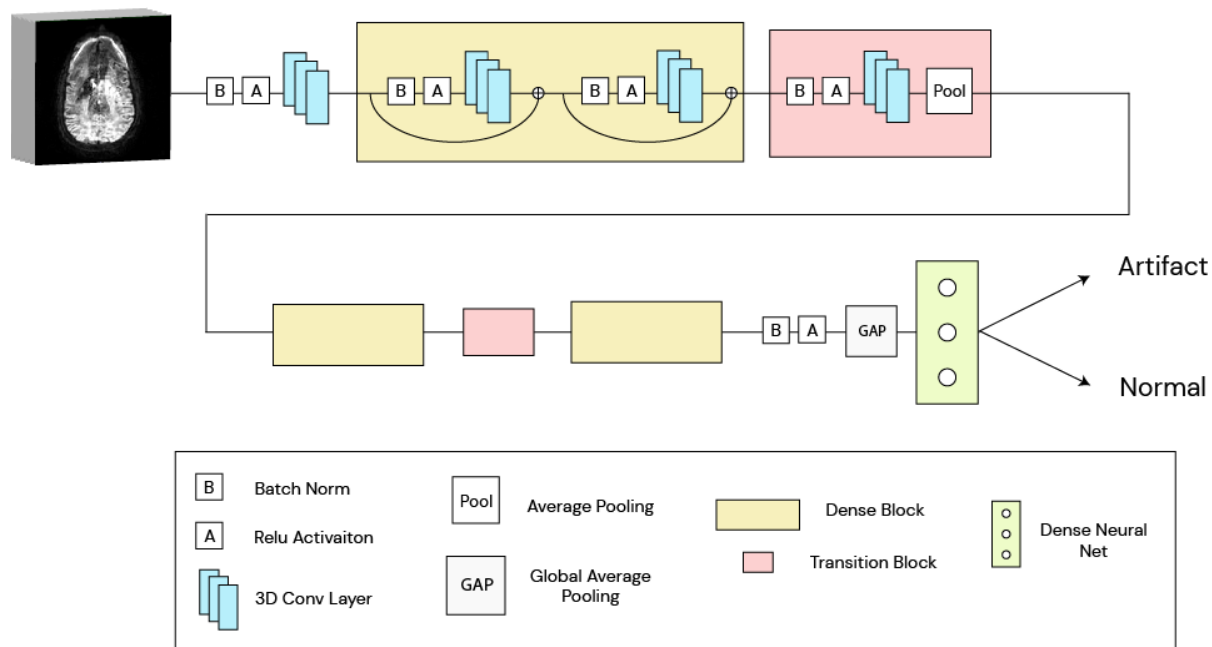 B A B A B A B A Pool
Artifact
B A GAP
Normal
B Batch Norm
A Relu Activaiton
3D Conv Layer
Pool Average Pooling
GAP Global Average
Pooling
Dense Block
Transition Block
Dense Neural
Net